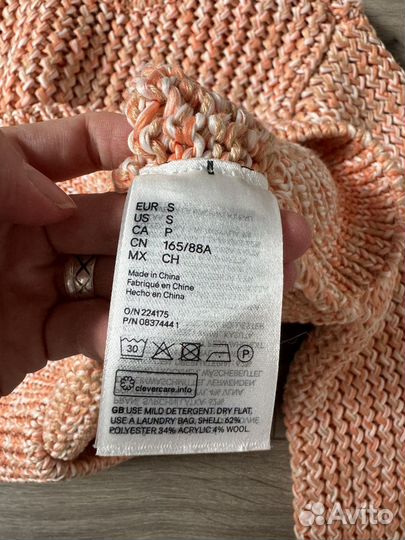 EUR S
US S
CA P
CN 165/88A
MX CH
Made in China
Fabriqué en Chine
Hecho en China
O/N 224175
P/N 0837444 1
30 P
clevercare.info
GB: USE MILD DETERGENT. DRY FLAT.
USE A LAUNDRY BAG. SHELL: 62%
POLYESTER 34% ACRYLIC 4% WOOL.
Avito